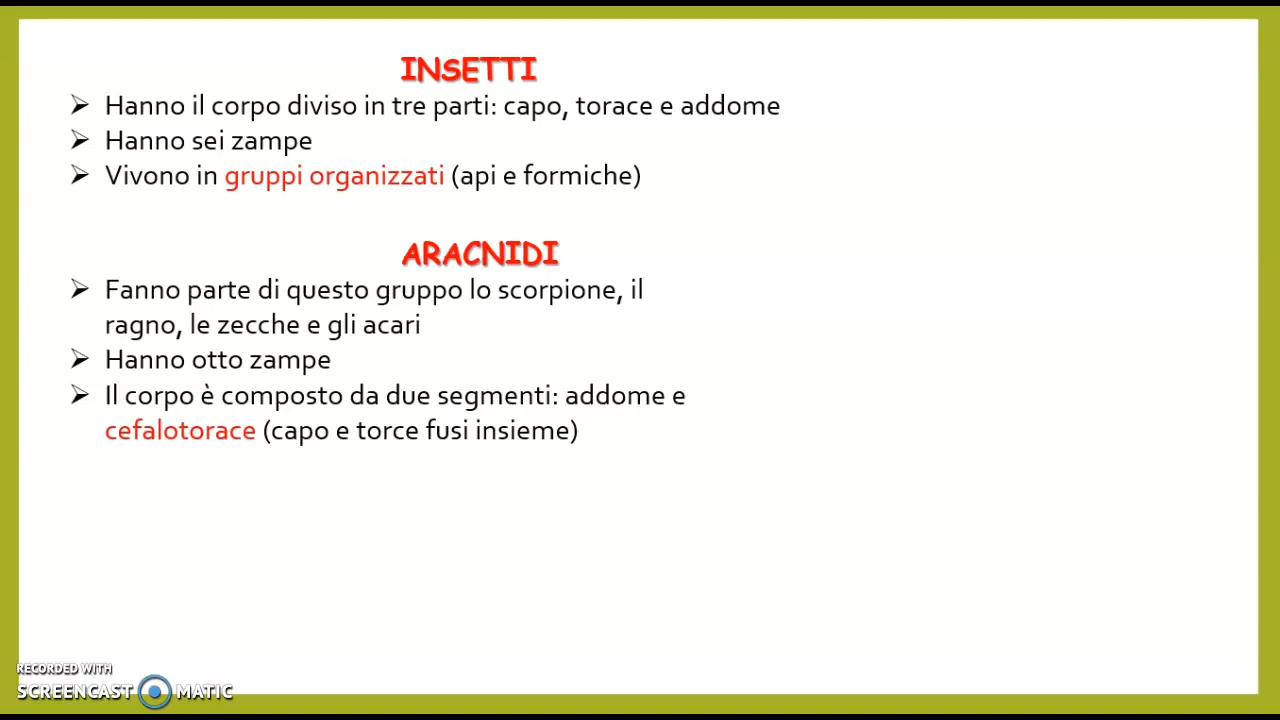 INSETTI
➢ Hanno il corpo diviso in tre parti: capo, torace e addome
➢ Hanno sei zampe
➢ Vivono in gruppi organizzati (api e formiche)
ARACNIDI
➢ Fanno parte di questo gruppo lo scorpione, il
ragno, le zecche e gli acari
➢ Hanno otto zampe
➢ Il corpo è composto da due segmenti: addome e
cefalotorace (capo e torce fusi insieme)
RECORDED WITH
SCREENCAST MATIC